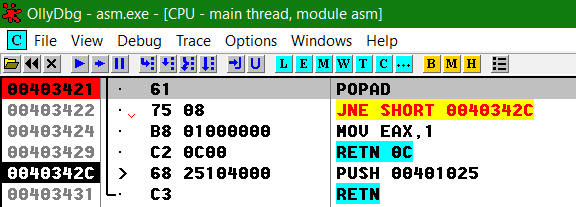 OllyDbg - asm.exe - [CPU - main thread, module asm]
C File View Debug Trace Options Windows Help
L E M W T C ... B M H
00403421 · 61 POPAD
00403422 · 75 08 JNE SHORT 0040342C
00403424 · B8 01000000 MOV EAX,1
00403429 · C2 0C00 RETN 0C
0040342C > 68 25104000 PUSH 00401025
00403431 · C3 RETN